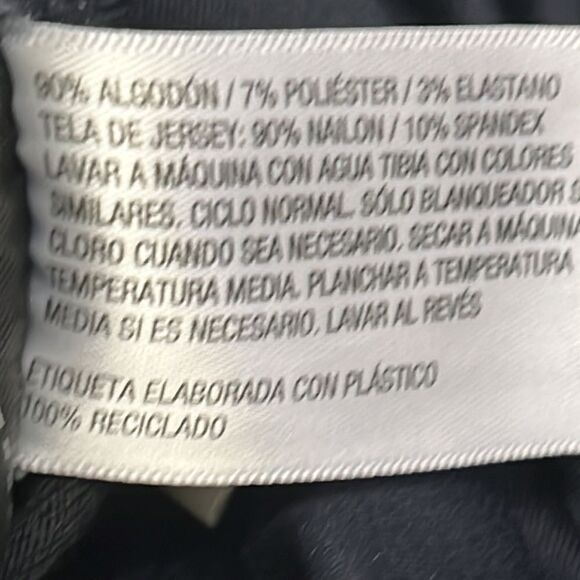 90% ALGODÓN / 7% POLIÉSTER / 3% ELASTANO
TELA DE JERSEY: 90% NAILON / 10% SPANDEX
LAVAR A MÁQUINA CON AGUA TIBIA CON COLORES
SIMILARES, CICLO NORMAL. SÓLO BLANQUEADOR S
CLORO CUANDO SEA NECESARIO. SECAR A MÁQUINA
TEMPERATURA MEDIA. PLANCHAR A TEMPERATURA
MEDIA SI ES NECESARIO. LAVAR AL REVÉS
ETIQUETA ELABORADA CON PLÁSTICO
100% RECICLADO